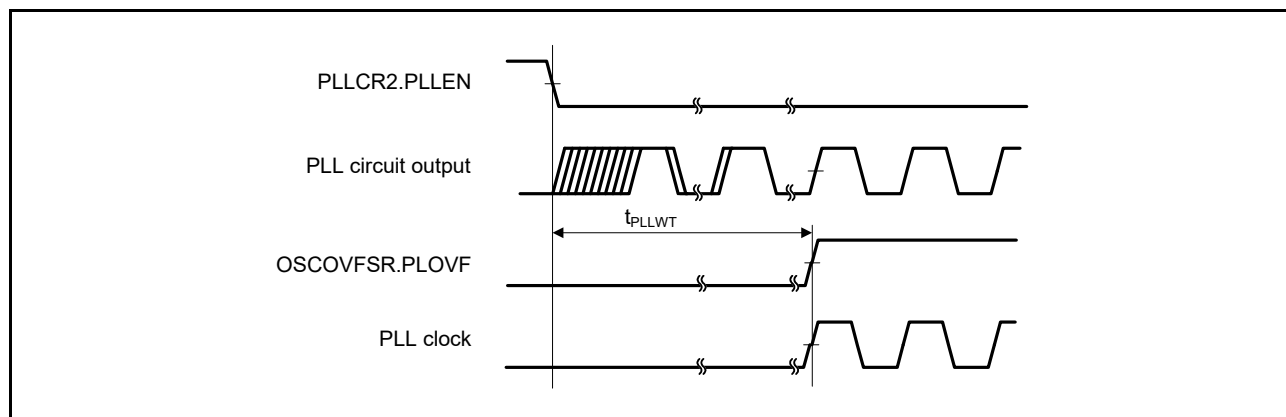 PLLCR2.PLLEN
PLL circuit output
tPLLWT
OSCOVFSR.PLOVF
PLL clock